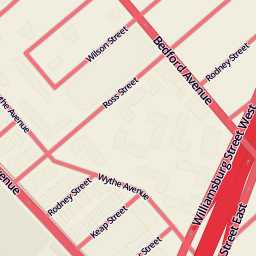 Wilson Street
Bedford Avenue
Rodney Street
Ross Street
Wythe Avenue
Williamsburg Street West
Wythe Avenue
Rodney Street
Avenue
Keap Street
Street
Street East